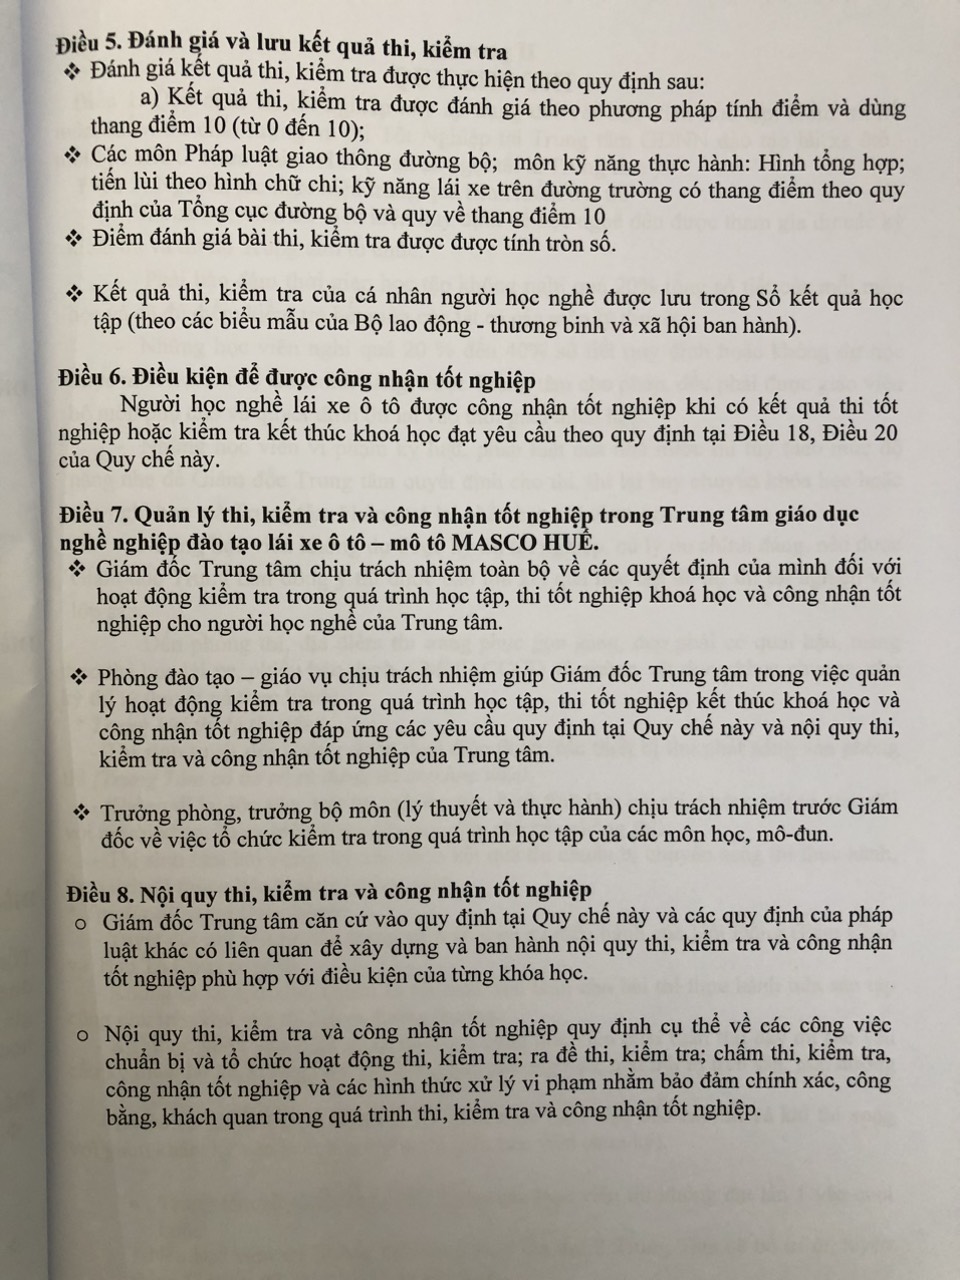 Điều 5. Đánh giá và lưu kết quả thi, kiểm tra
❖ Đánh giá kết quả thi, kiểm tra được thực hiện theo quy định sau:
a) Kết quả thi, kiểm tra được đánh giá theo phương pháp tính điểm và dùng
thang điểm 10 (từ 0 đến 10);
❖ Các môn Pháp luật giao thông đường bộ; môn kỹ năng thực hành: Hình tổng hợp;
tiến lùi theo hình chữ chi; kỹ năng lái xe trên đường trường có thang điểm theo quy
định của Tổng cục đường bộ và quy về thang điểm 10
❖ Điểm đánh giá bài thi, kiểm tra được được tính tròn số.
❖ Kết quả thi, kiểm tra của cá nhân người học nghề được lưu trong Sổ kết quả học
tập (theo các biểu mẫu của Bộ lao động - thương binh và xã hội ban hành).
Điều 6. Điều kiện để được công nhận tốt nghiệp
Người học nghề lái xe ô tô được công nhận tốt nghiệp khi có kết quả thi tốt
nghiệp hoặc kiểm tra kết thúc khoá học đạt yêu cầu theo quy định tại Điều 18, Điều 20
của Quy chế này.
Điều 7. Quản lý thi, kiểm tra và công nhận tốt nghiệp trong Trung tâm giáo dục
nghề nghiệp đào tạo lái xe ô tô – mô tô MASCO HUẾ.
❖ Giám đốc Trung tâm chịu trách nhiệm toàn bộ về các quyết định của mình đối với
hoạt động kiểm tra trong quá trình học tập, thi tốt nghiệp khoá học và công nhận tốt
nghiệp cho người học nghề của Trung tâm.
❖ Phòng đào tạo – giáo vụ chịu trách nhiệm giúp Giám đốc Trung tâm trong việc quản
lý hoạt động kiểm tra trong quá trình học tập, thi tốt nghiệp kết thúc khoá học và
công nhận tốt nghiệp đáp ứng các yêu cầu quy định tại Quy chế này và nội quy thi,
kiểm tra và công nhận tốt nghiệp của Trung tâm.
❖ Trưởng phòng, trưởng bộ môn (lý thuyết và thực hành) chịu trách nhiệm trước Giám
đốc về việc tổ chức kiểm tra trong quá trình học tập của các môn học, mô-đun.
Điều 8. Nội quy thi, kiểm tra và công nhận tốt nghiệp
o Giám đốc Trung tâm căn cứ vào quy định tại Quy chế này và các quy định của pháp
luật khác có liên quan để xây dựng và ban hành nội quy thi, kiểm tra và công nhận
tốt nghiệp phù hợp với điều kiện của từng khóa học.
o Nội quy thi, kiểm tra và công nhận tốt nghiệp quy định cụ thể về các công việc
chuẩn bị và tổ chức hoạt động thi, kiểm tra; ra đề thi, kiểm tra; chấm thi, kiểm tra,
công nhận tốt nghiệp và các hình thức xử lý vi phạm nhằm bảo đảm chính xác, công
bằng, khách quan trong quá trình thi, kiểm tra và công nhận tốt nghiệp.